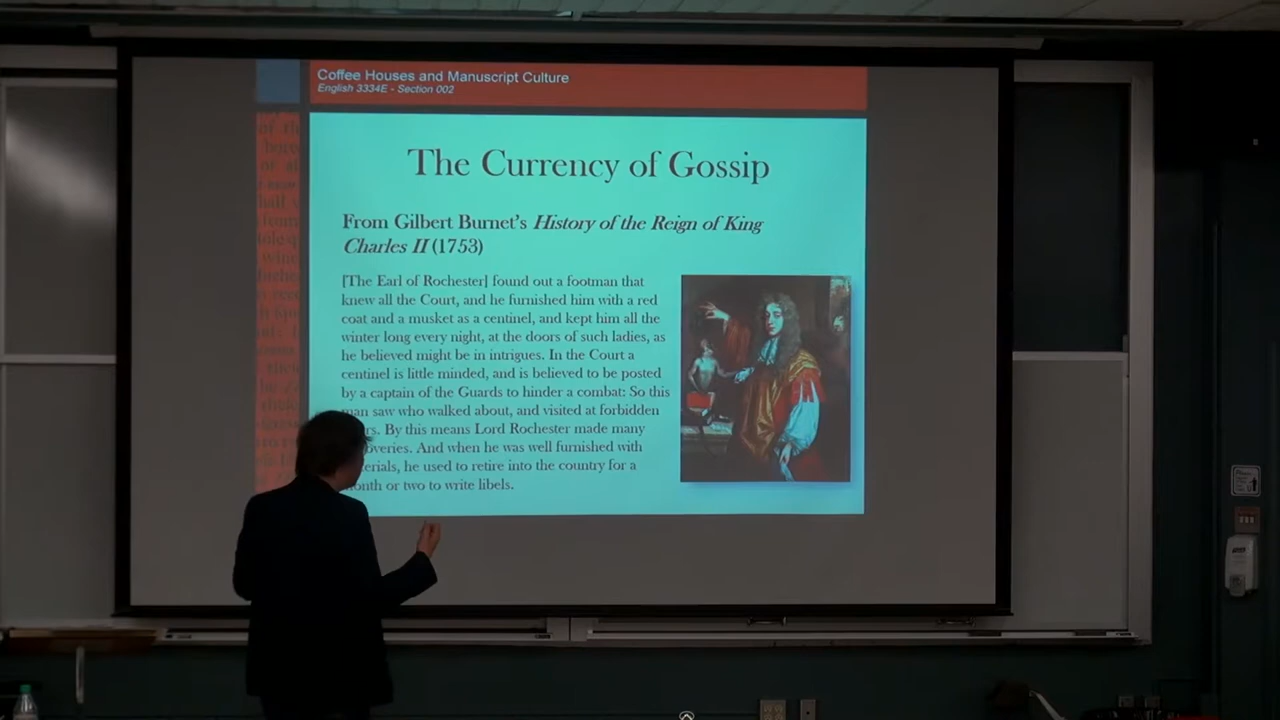 Coffee Houses and Manuscript Culture
English 3334E - Section 002
The Currency of Gossip
From Gilbert Burnet's History of the Reign of King
Charles II (1753)
[The Earl of Rochester] found out a footman that
knew all the Court, and he furnished him with a red
coat and a musket as a centinel, and kept him all the
winter long every night, at the doors of such ladies, as
he believed might be in intrigues. In the Court a
centinel is little minded, and is believed to be posted
by a captain of the Guards to hinder a combat: So this
man saw who walked about, and visited at forbidden
By this means Lord Rochester made many
And when he was well furnished with
he used to retire into the country for a
month or two to write libels.